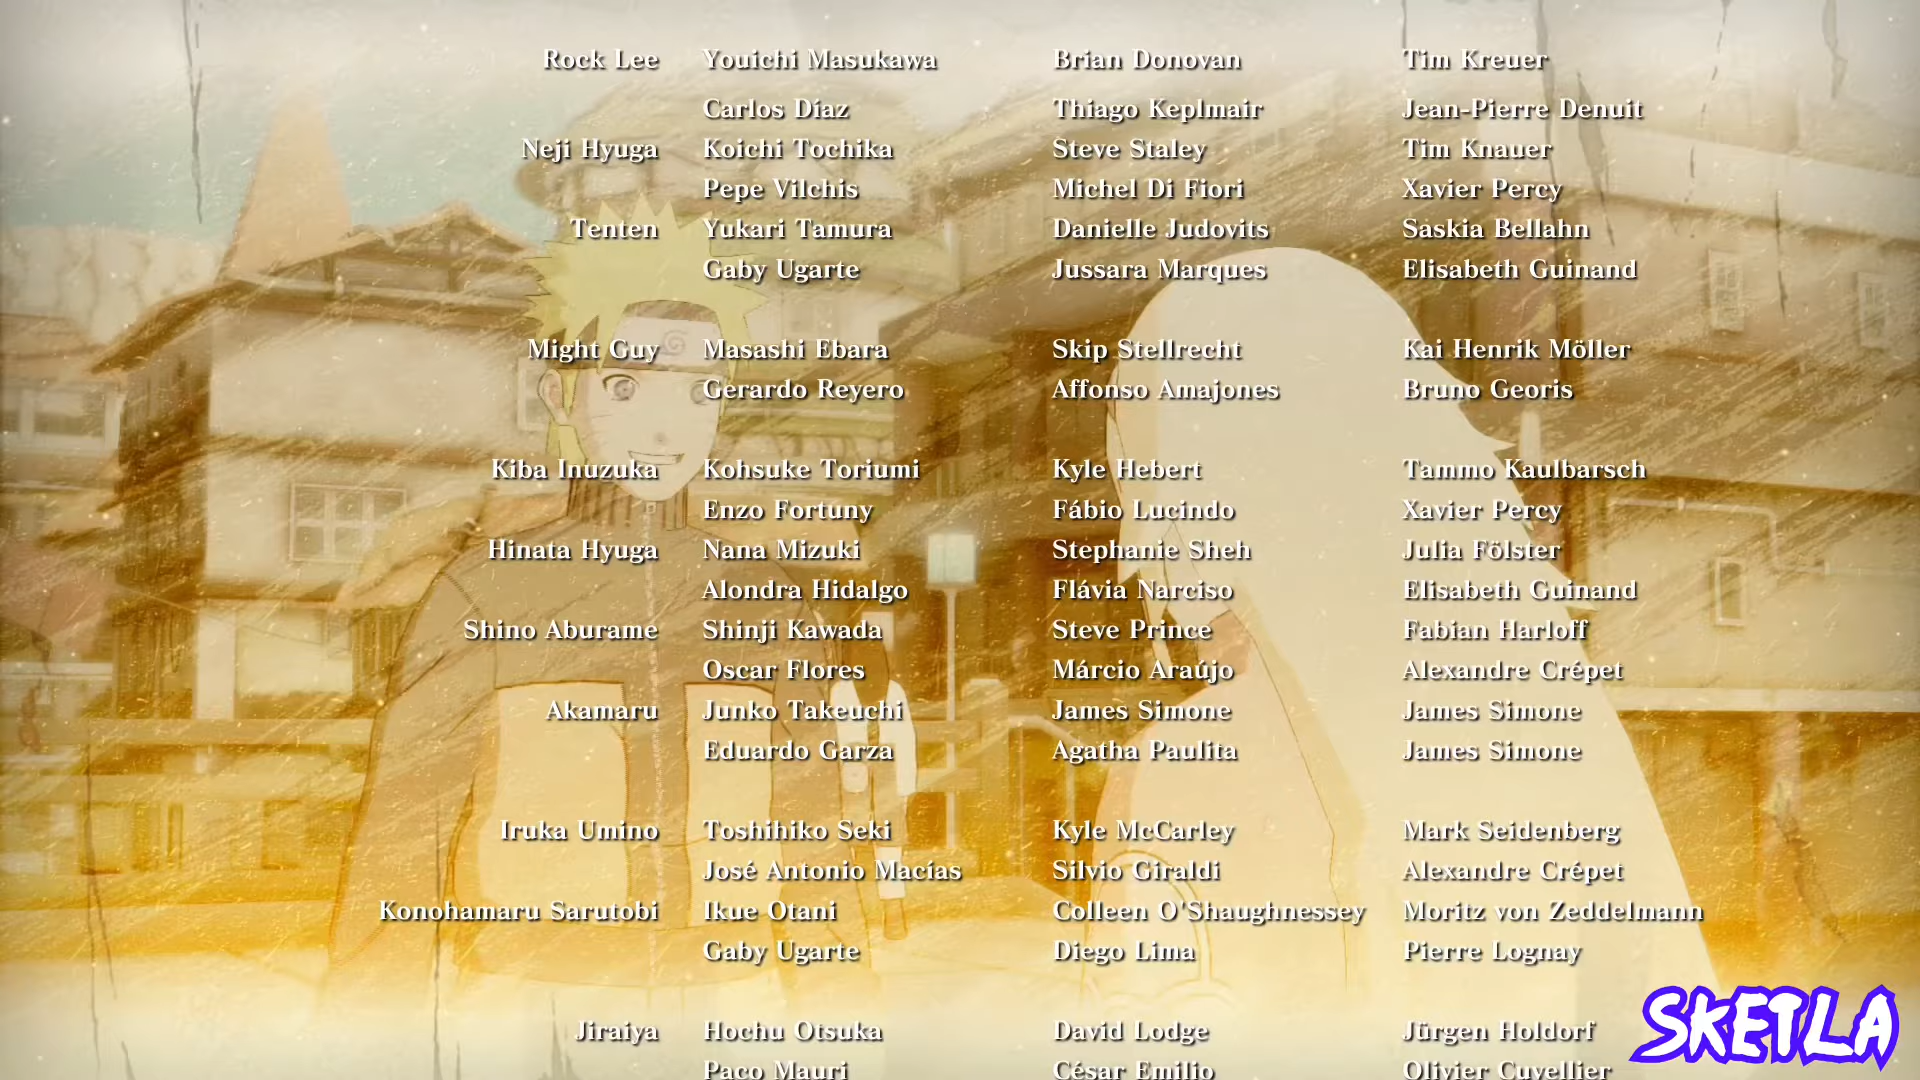 Rock Lee Youichi Masukawa Brian Donovan Tim Kreuer
Carlos Díaz Thiago Keplmair Jean-Pierre Denuit
Neji Hyuga Koichi Tochika Steve Staley Tim Knauer
Pepe Vilchis Michel Di Fiori Xavier Percy
Tenten Yukari Tamura Danielle Judovits Saskia Bellahn
Gaby Ugarte Jussara Marques Elisabeth Guinand
Might Guy Masashi Ebara Skip Stellrecht Kai Henrik Möller
Gerardo Reyero Affonso Amajones Bruno Georis
Kiba Inuzuka Kohsuke Toriumi Kyle Hebert Tammo Kaulbarsch
Enzo Fortuny Fábio Lucindo Xavier Percy
Hinata Hyuga Nana Mizuki Stephanie Sheh Julia Fölster
Alondra Hidalgo Flávia Narciso Elisabeth Guinand
Shino Aburame Shinji Kawada Steve Prince Fabian Harloff
Oscar Flores Márcio Araújo Alexandre Crépet
Akamaru Junko Takeuchi James Simone James Simone
Eduardo Garza Agatha Paulita James Simone
Iruka Umino Toshihiko Seki Kyle McCarley Mark Seidenberg
José Antonio Macías Silvio Giraldi Alexandre Crépet
Konohamaru Sarutobi Ikue Otani Colleen O'Shaughnessey Moritz von Zeddelmann
Gaby Ugarte Diego Lima Pierre Lognay
Jiraiya Hochu Otsuka David Lodge Jürgen Holdorf
Paco Mauri César Emilio Olivier Cuvellier
SKETLA